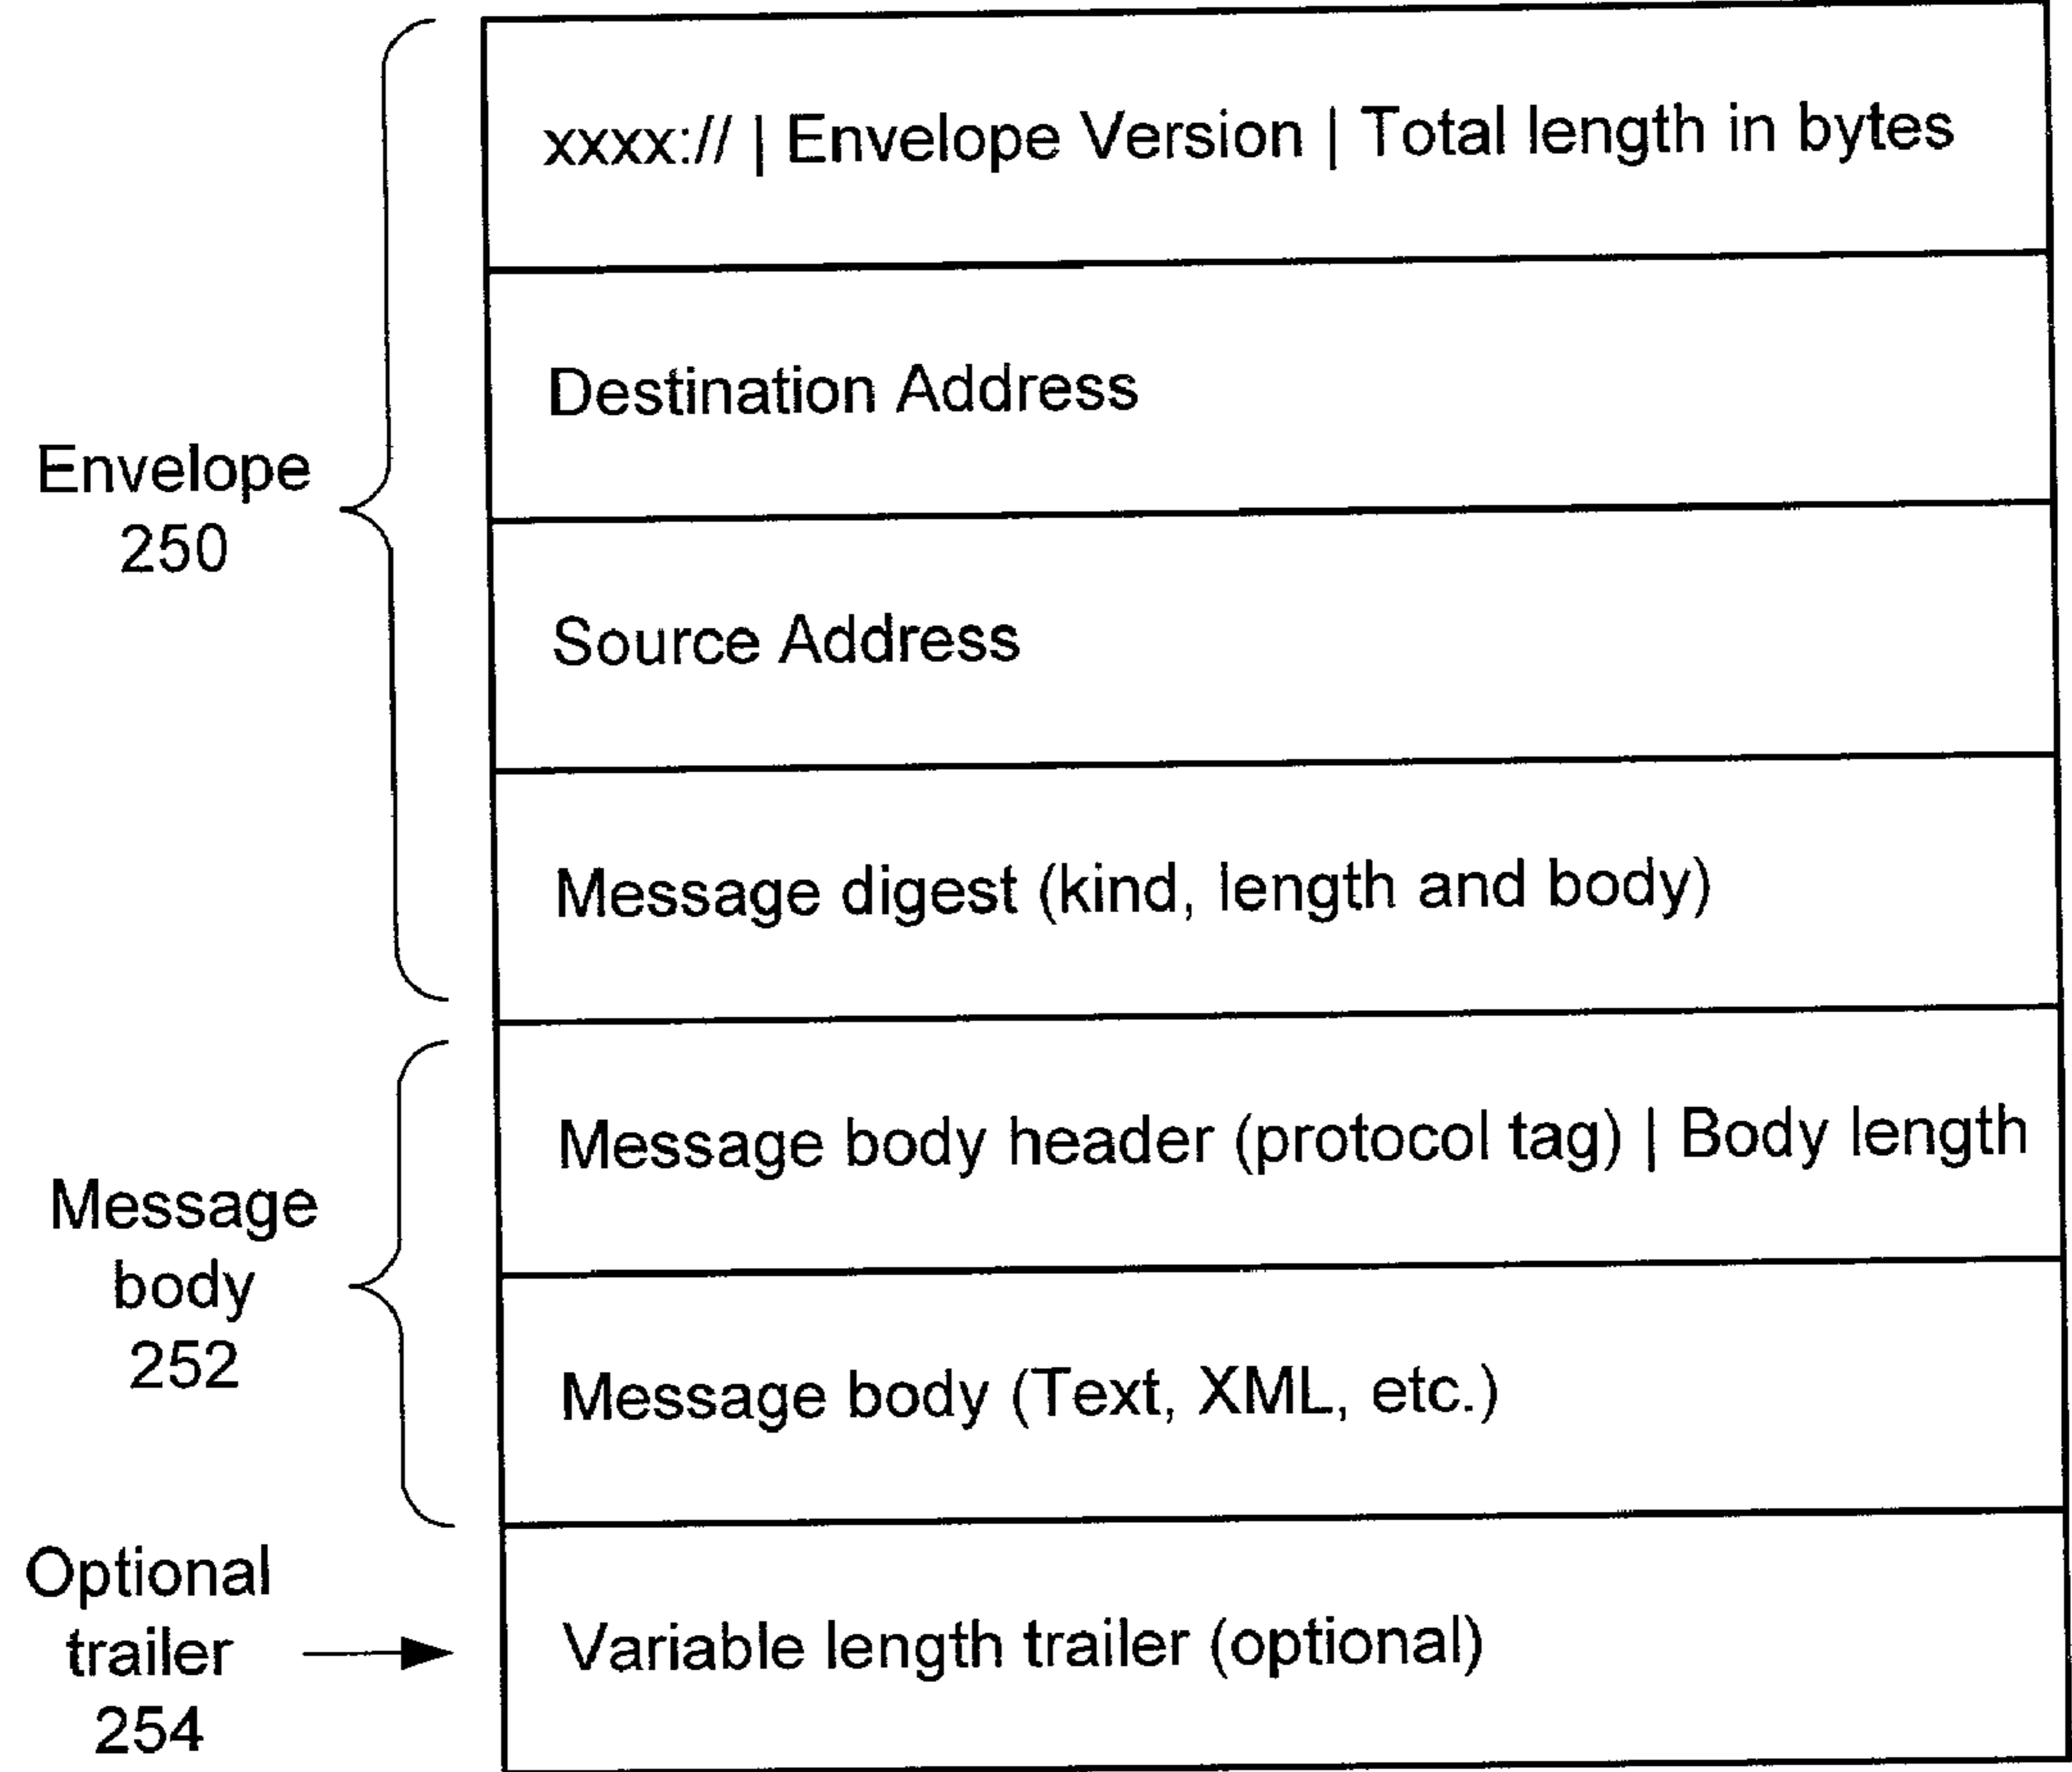 xxxx:// | Envelope Version | Total length in bytes
Destination Address
Envelope
250
Source Address
Message digest (kind, length and body)
Message body header (protocol tag) | Body length
Message
body
252
Message body (Text, XML, etc.)
Optional
trailer
254
Variable length trailer (optional)